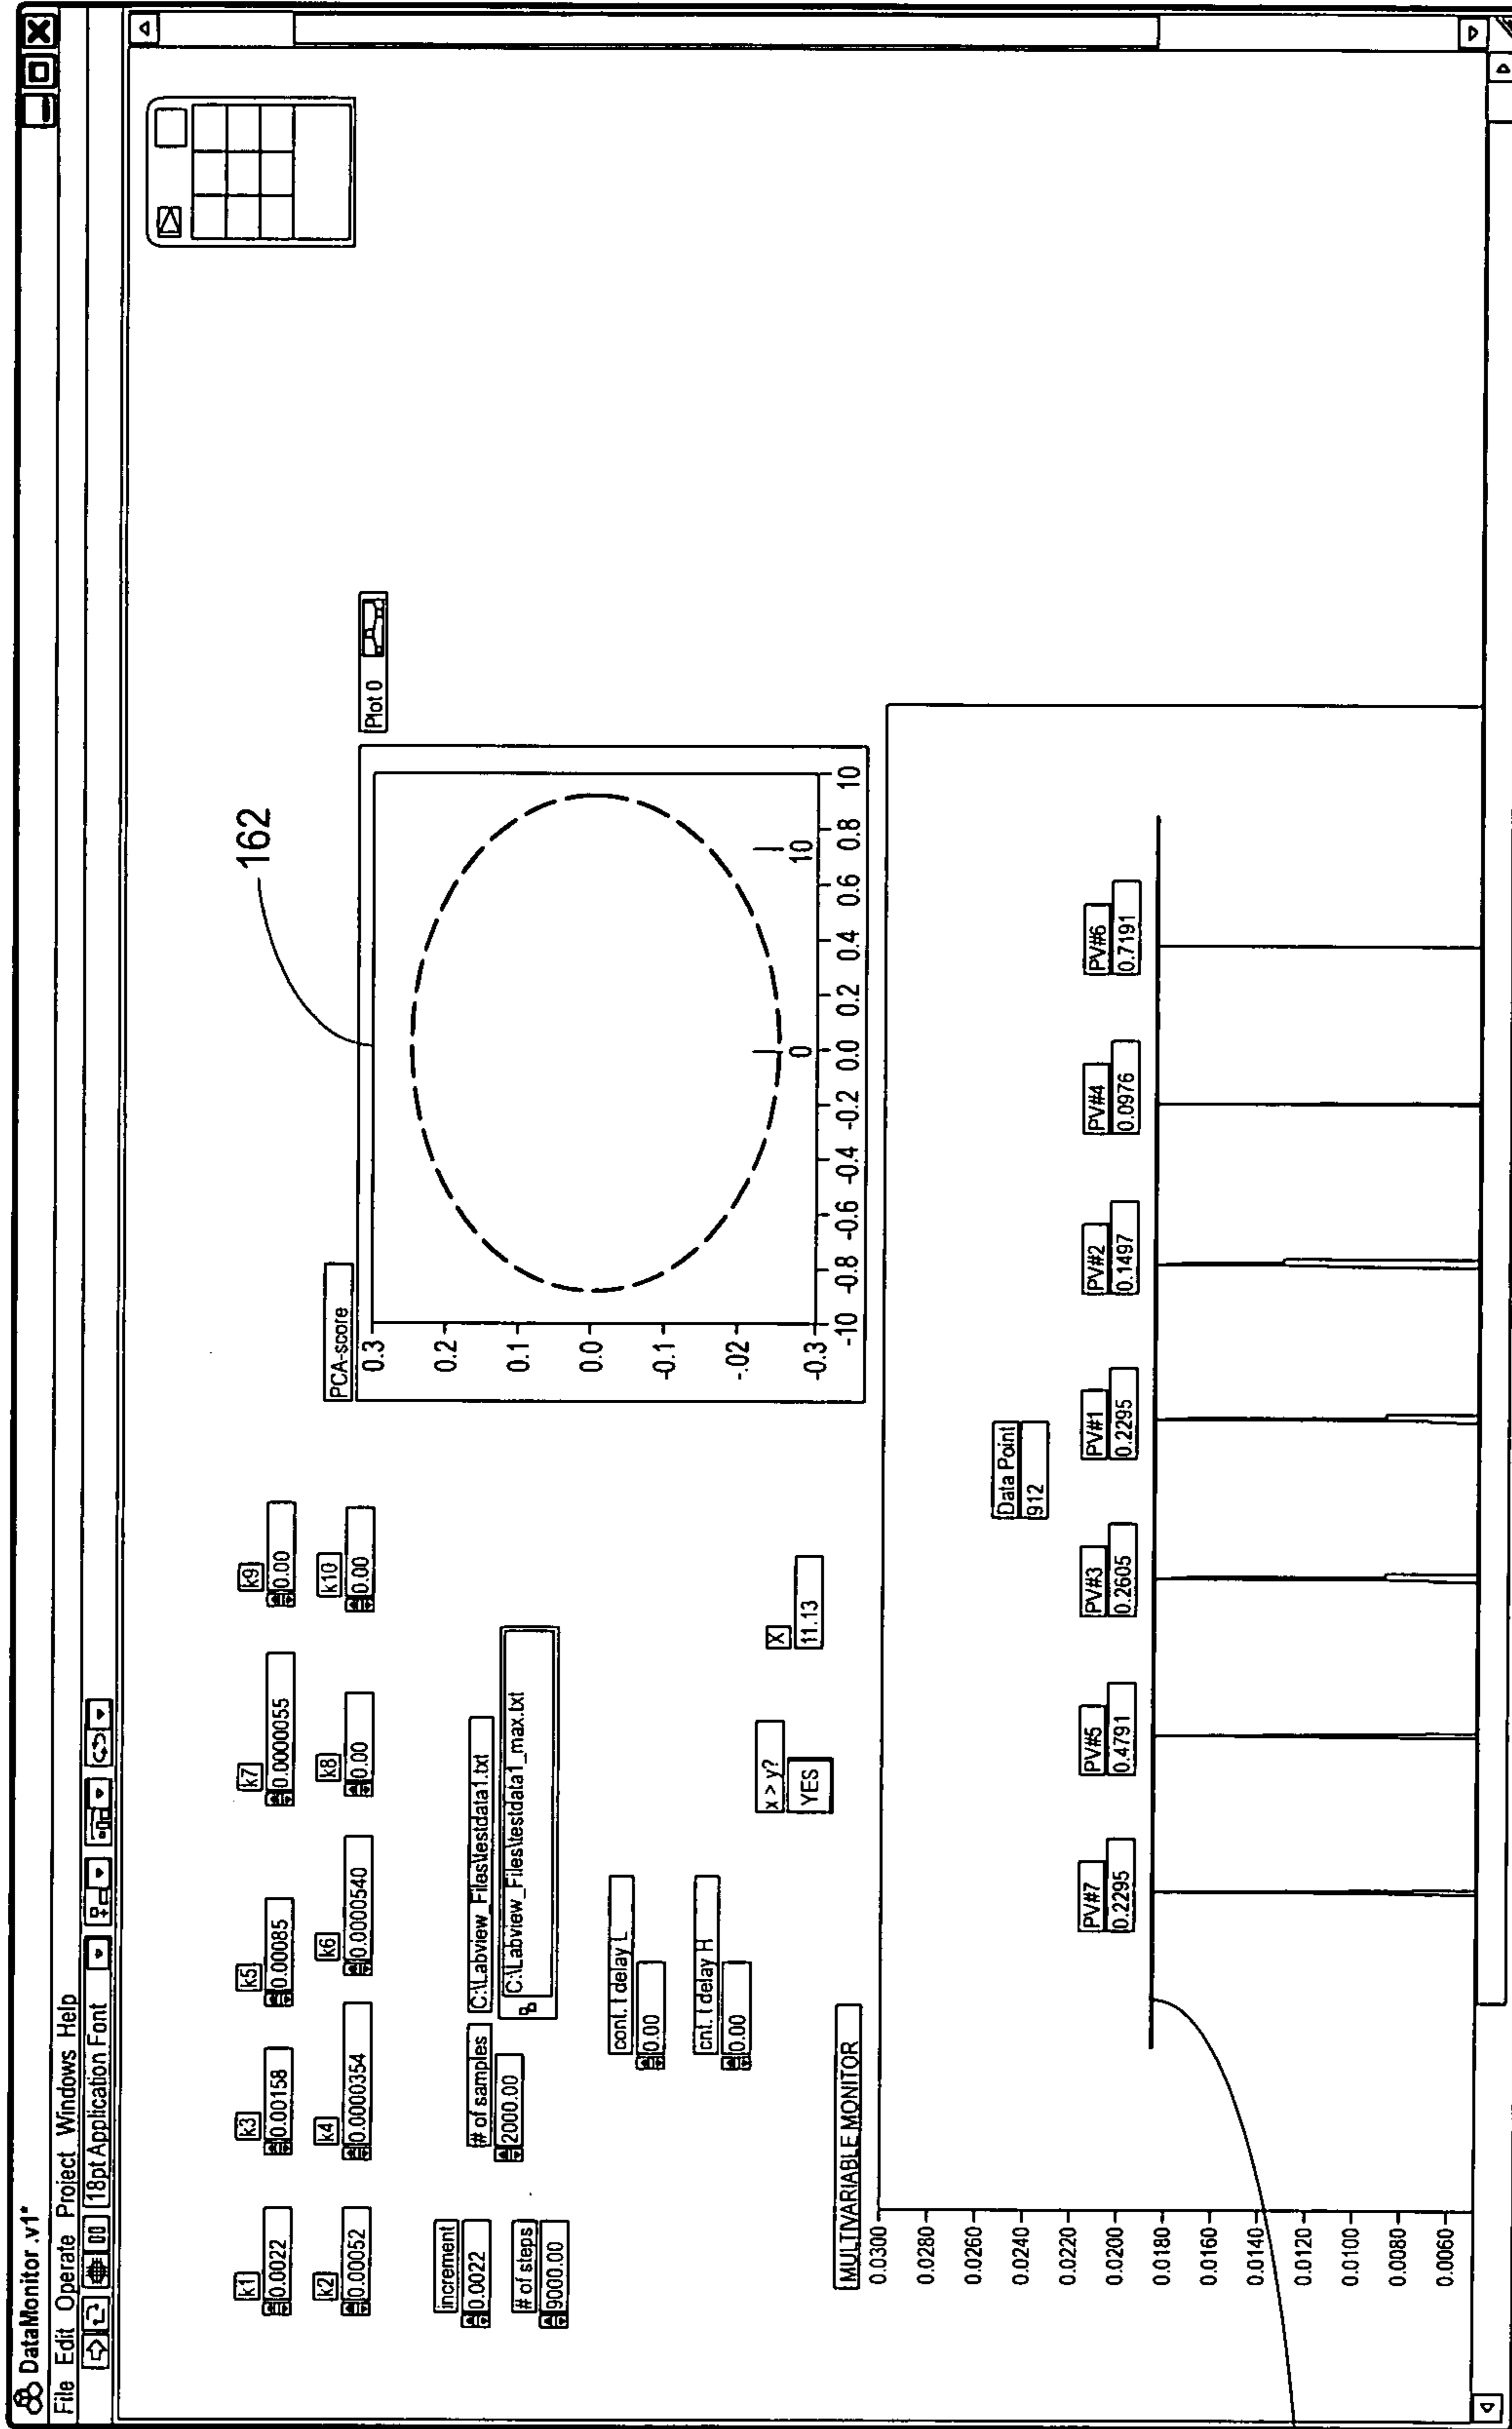 DataMonitor .v1*
File Edit Operate Project Windows Help
18pt Application Font
k1
0.0022
k3
0.00158
k5
0.00085
k7
0.0000055
k9
0.00
k2
0.00052
k4
0.0000354
k6
0.0000540
k8
0.00
k10
0.00
increment
0.0022
# of samples
2000.00
C:\Labview_Files\testdata1.txt
C:\Labview_Files\testdata1_max.txt
# of steps
9000.00
cont. t delay L
0.00
cnt. t delay H
0.00
x > y?
YES
X
11.13
162
PCA-score
Plot 0
0.3
0.2
0.1
0.0
-0.1
-.02
-0.3
0
10
-10 -0.8 -0.6 -0.4 -0.2 0.0 0.2 0.4 0.6 0.8 10
MULTIVARIABLE MONITOR
0.0300
0.0280
0.0260
0.0240
0.0220
0.0200
0.0180
0.0160
0.0140
0.0120
0.0100
0.0080
0.0060
Data Point
912
PV#7
0.2295
PV#5
0.4791
PV#3
0.2605
PV#1
0.2295
PV#2
0.1497
PV#4
0.0976
PV#6
0.7191